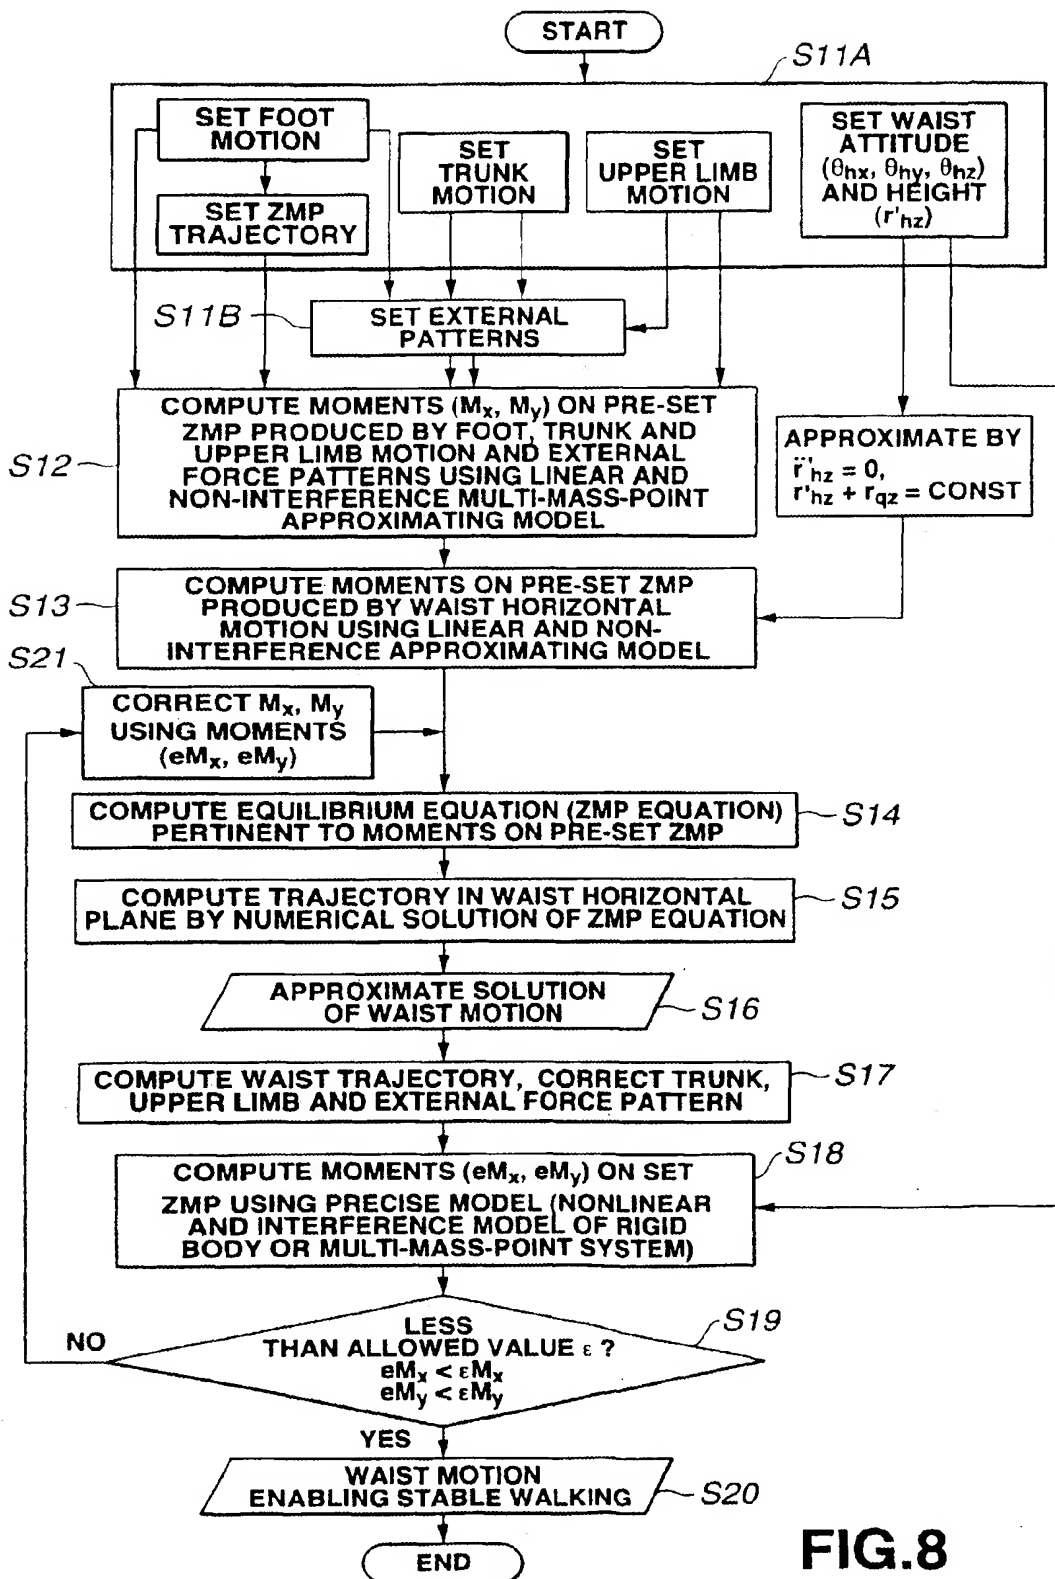 START
S11A
SET FOOT
MOTION
SET ZMP
TRAJECTORY
SET
TRUNK
MOTION
SET
UPPER LIMB
MOTION
SET WAIST
ATTITUDE
(θhx, θhy, θhz)
AND HEIGHT
(r'hz)
S11B
SET EXTERNAL
PATTERNS
S12
COMPUTE MOMENTS (Mx, My) ON PRE-SET
ZMP PRODUCED BY FOOT, TRUNK AND
UPPER LIMB MOTION AND EXTERNAL
FORCE PATTERNS USING LINEAR AND
NON-INTERFERENCE MULTI-MASS-POINT
APPROXIMATING MODEL
APPROXIMATE BY
r̈'hz = 0,
r'hz + rqz = CONST
S13
COMPUTE MOMENTS ON PRE-SET ZMP
PRODUCED BY WAIST HORIZONTAL
MOTION USING LINEAR AND NON-
INTERFERENCE APPROXIMATING MODEL
S21
CORRECT Mx, My
USING MOMENTS
(eMx, eMy)
COMPUTE EQUILIBRIUM EQUATION (ZMP EQUATION)
PERTINENT TO MOMENTS ON PRE-SET ZMP
S14
COMPUTE TRAJECTORY IN WAIST HORIZONTAL
PLANE BY NUMERICAL SOLUTION OF ZMP EQUATION
S15
APPROXIMATE SOLUTION
OF WAIST MOTION
S16
COMPUTE WAIST TRAJECTORY, CORRECT TRUNK,
UPPER LIMB AND EXTERNAL FORCE PATTERN
S17
COMPUTE MOMENTS (eMx, eMy) ON SET
ZMP USING PRECISE MODEL (NONLINEAR
AND INTERFERENCE MODEL OF RIGID
BODY OR MULTI-MASS-POINT SYSTEM)
S18
LESS
THAN ALLOWED VALUE ε ?
eMx < εMx
eMy < εMy
S19
NO
YES
WAIST MOTION
ENABLING STABLE WALKING
S20
END
FIG.8